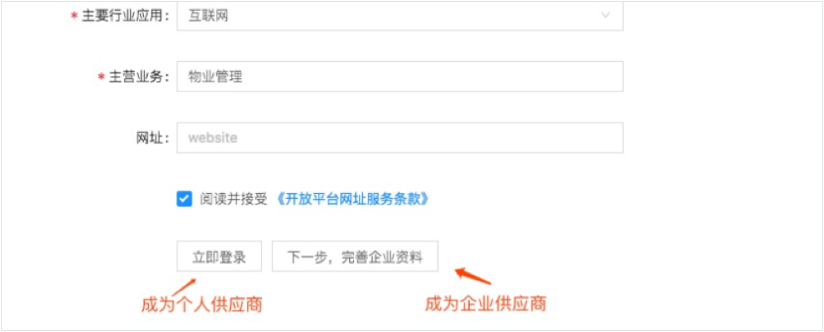 * 主要行业应用： 互联网
* 主营业务： 物业管理
网址： website
阅读并接受 《开放平台网址服务条款》
立即登录 下一步，完善企业资料
成为个人供应商 成为企业供应商